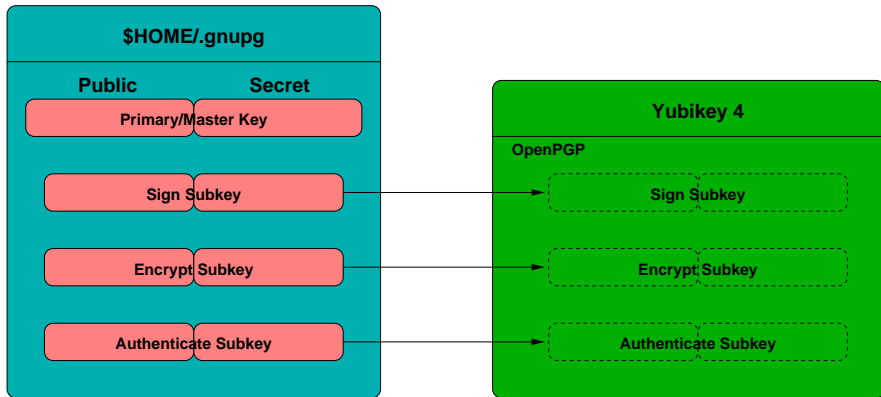 $HOME/.gnupg
Public Secret
Primary/Master Key
Sign Subkey
Encrypt Subkey
Authenticate Subkey
Yubikey 4
OpenPGP
Sign Subkey
Encrypt Subkey
Authenticate Subkey